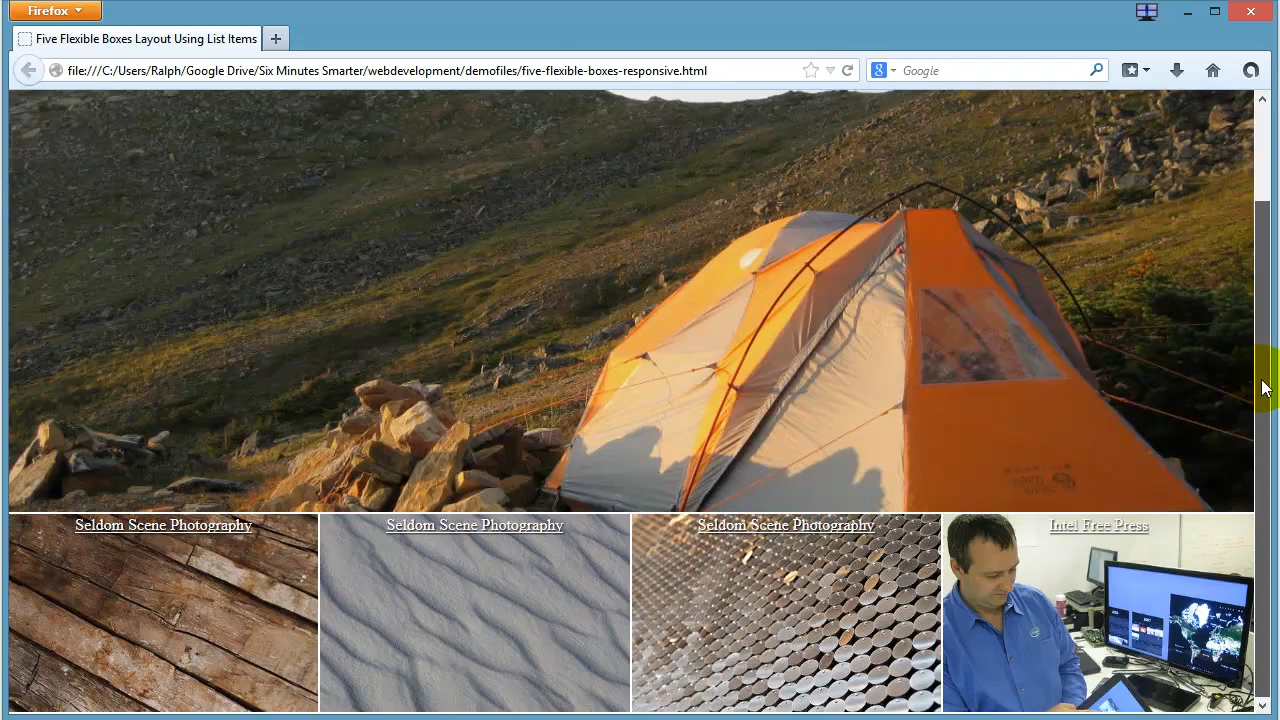 Firefox
Five Flexible Boxes Layout Using List Items
file:///C:/Users/Ralph/Google Drive/Six Minutes Smarter/webdevelopment/demofiles/five-flexible-boxes-responsive.html
Google
Seldom Scene Photography
Seldom Scene Photography
Seldom Scene Photography
Intel Free Press